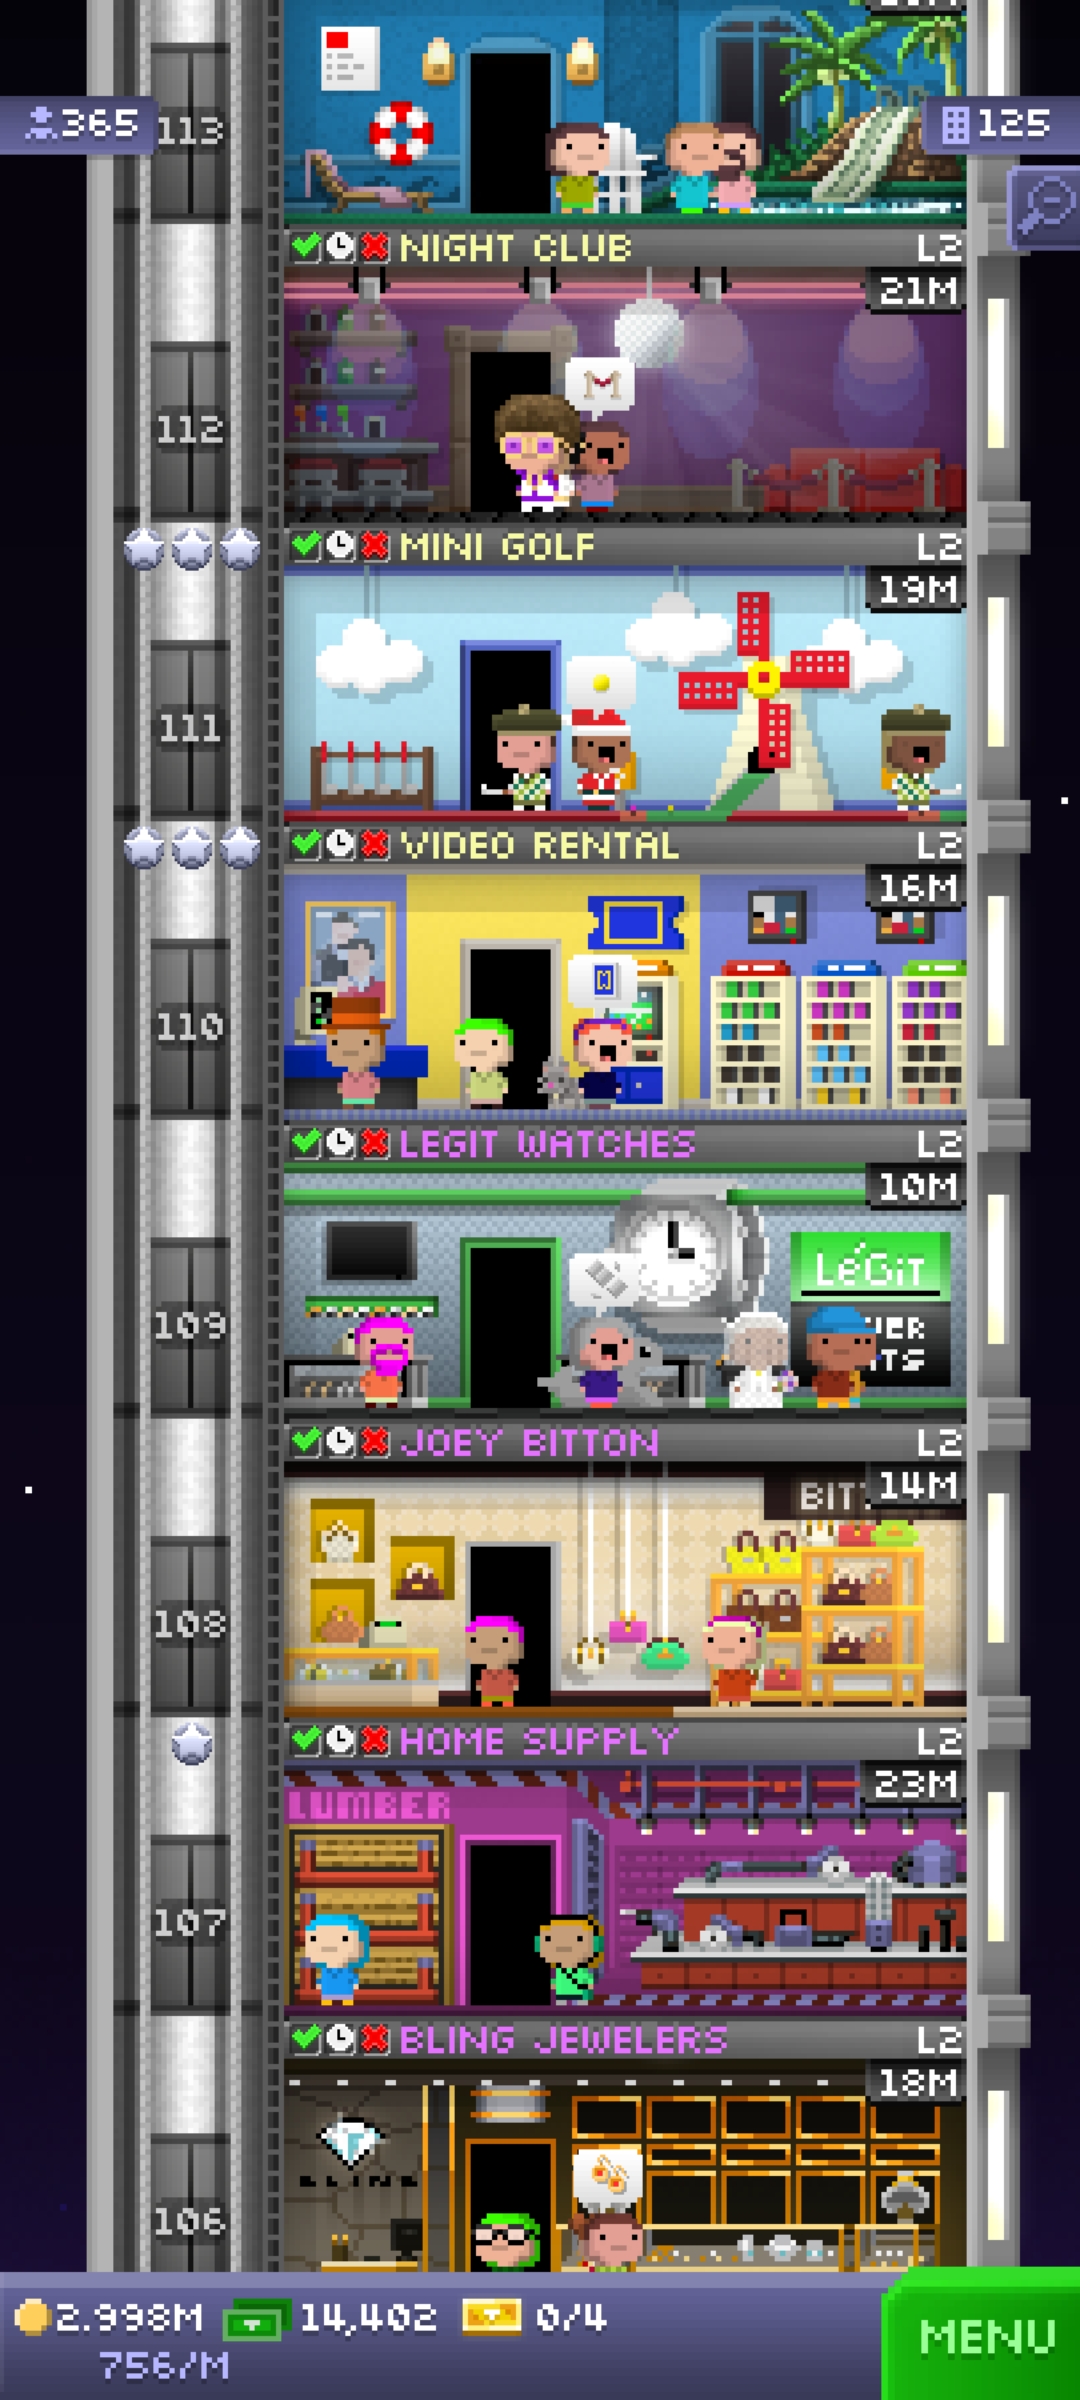 365
113
125
NIGHT CLUB L2
21M
112
MINI GOLF L2
19M
111
VIDEO RENTAL L2
16M
110
LEGIT WATCHES L2
10M
LéGiT
109
JOEY BITTON L2
14M
108
HOME SUPPLY L2
23M
LUMBER
107
BLING JEWELERS L2
18M
BLING
106
2.998M 14,402 0/4
756/M
MENU